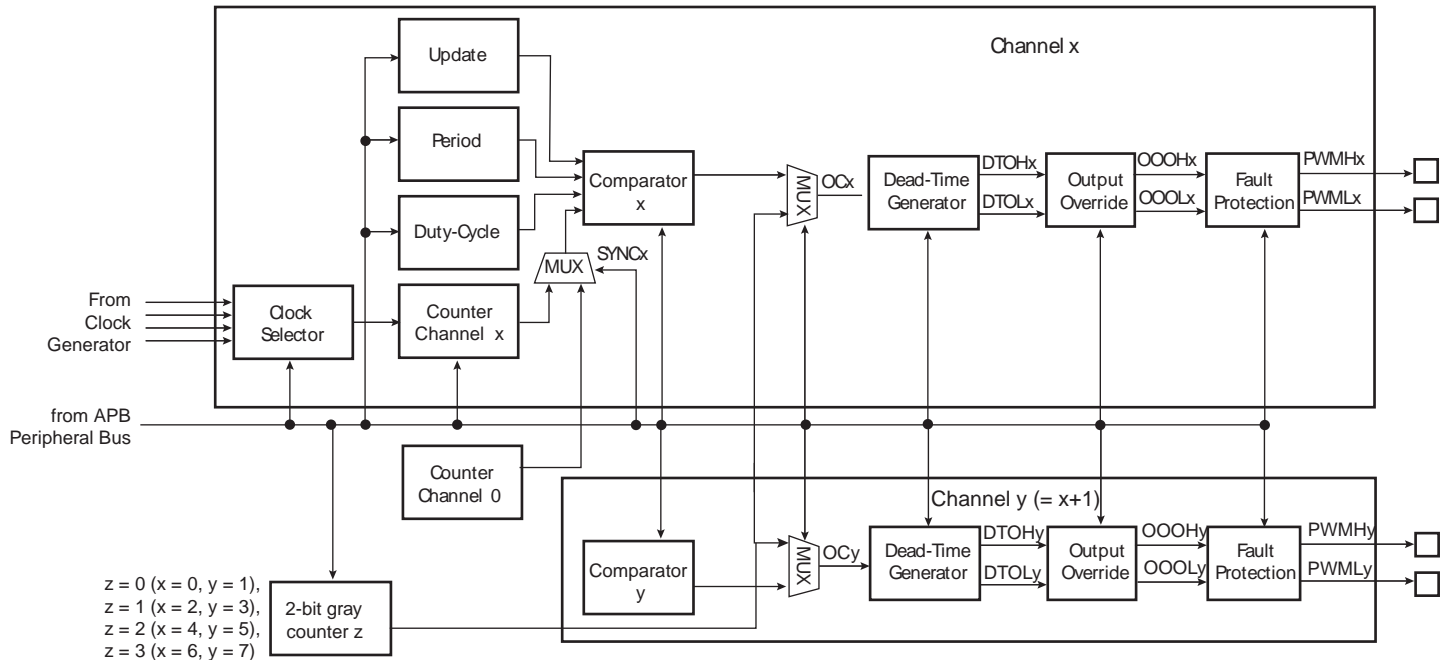 Channel x
Update
Period
Comparator
x
Duty-Cycle
MUX
SYNCx
MUX
OCx
Dead-Time
Generator
DTOHx
DTOLx
Output
Override
OOOHx
OOOLx
Fault
Protection
PWMHx
PWMLx
From
Clock
Generator
Clock
Selector
Counter
Channel x
from APB
Peripheral Bus
Counter
Channel 0
Channel y (= x+1)
Comparator
y
MUX
OCy
Dead-Time
Generator
DTOHy
DTOLy
Output
Override
OOOHy
OOOLy
Fault
Protection
PWMHy
PWMLy
z = 0 (x = 0, y = 1),
z = 1 (x = 2, y = 3),
z = 2 (x = 4, y = 5),
z = 3 (x = 6, y = 7)
2-bit gray
counter z